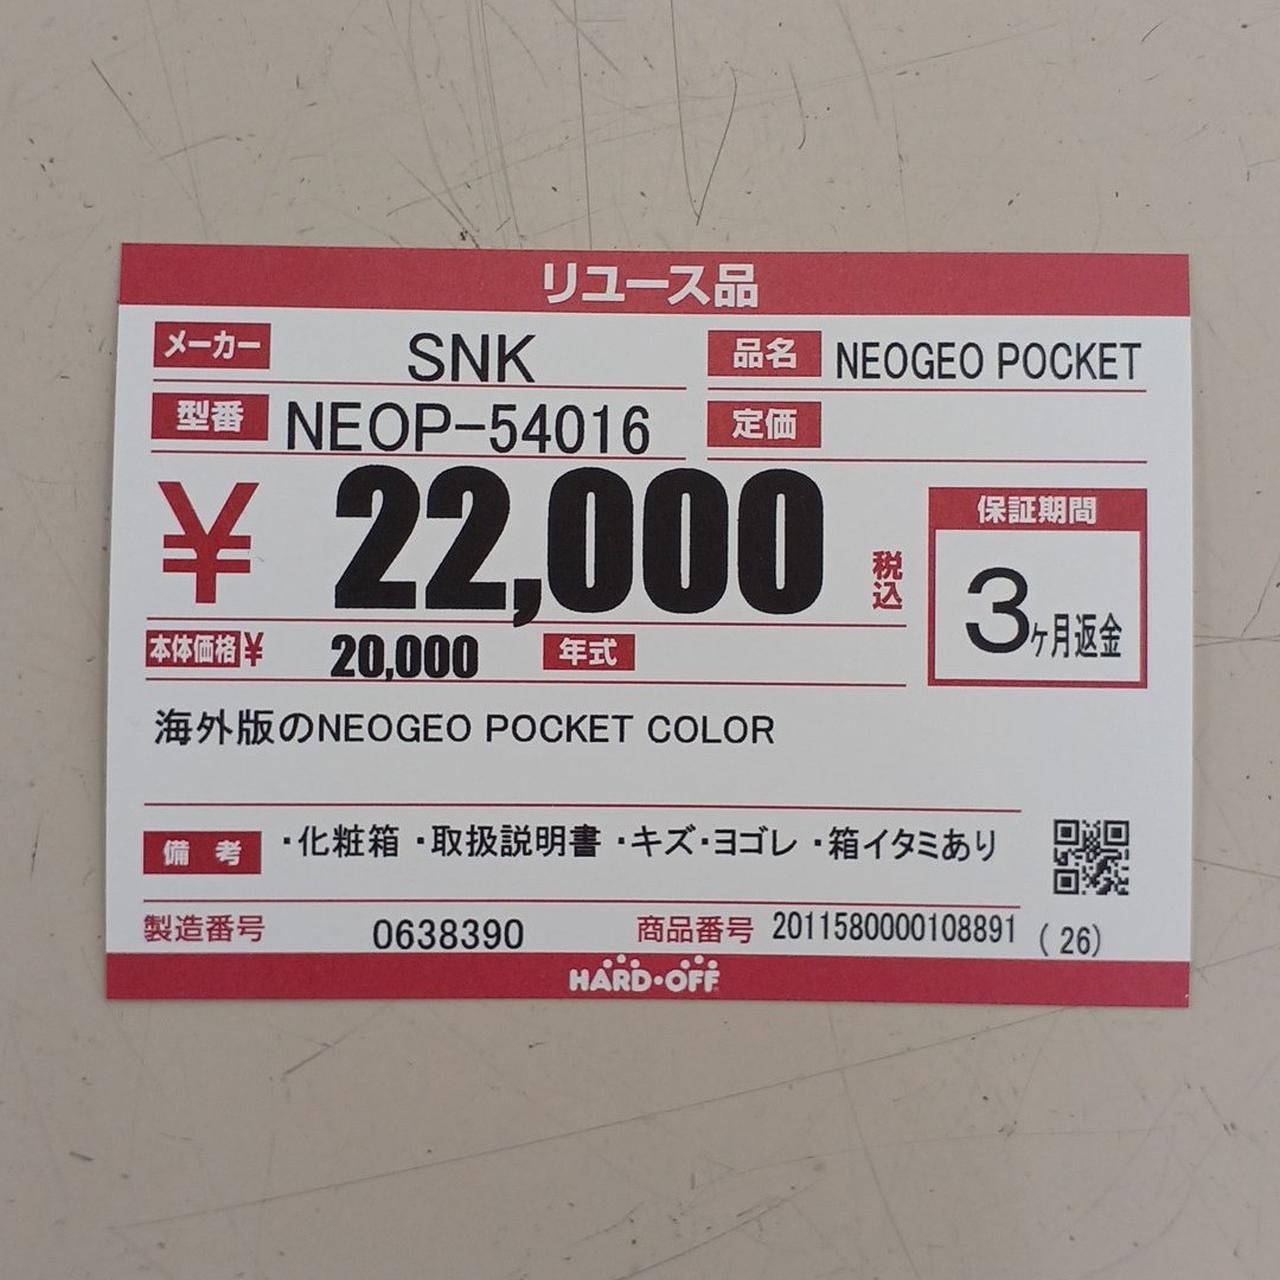 リユース品
メーカー SNK 品名 NEOGEO POCKET
型番 NEOP-54016 定価
¥ 22,000 税込
保証期間
3ヶ月返金
本体価格¥ 20,000 年式
海外版のNEOGEO POCKET COLOR
備考 ・化粧箱 ・取扱説明書 ・キズ・ヨゴレ ・箱イタミあり
製造番号 0638390 商品番号 2011580000108891 (26)
HARD・OFF